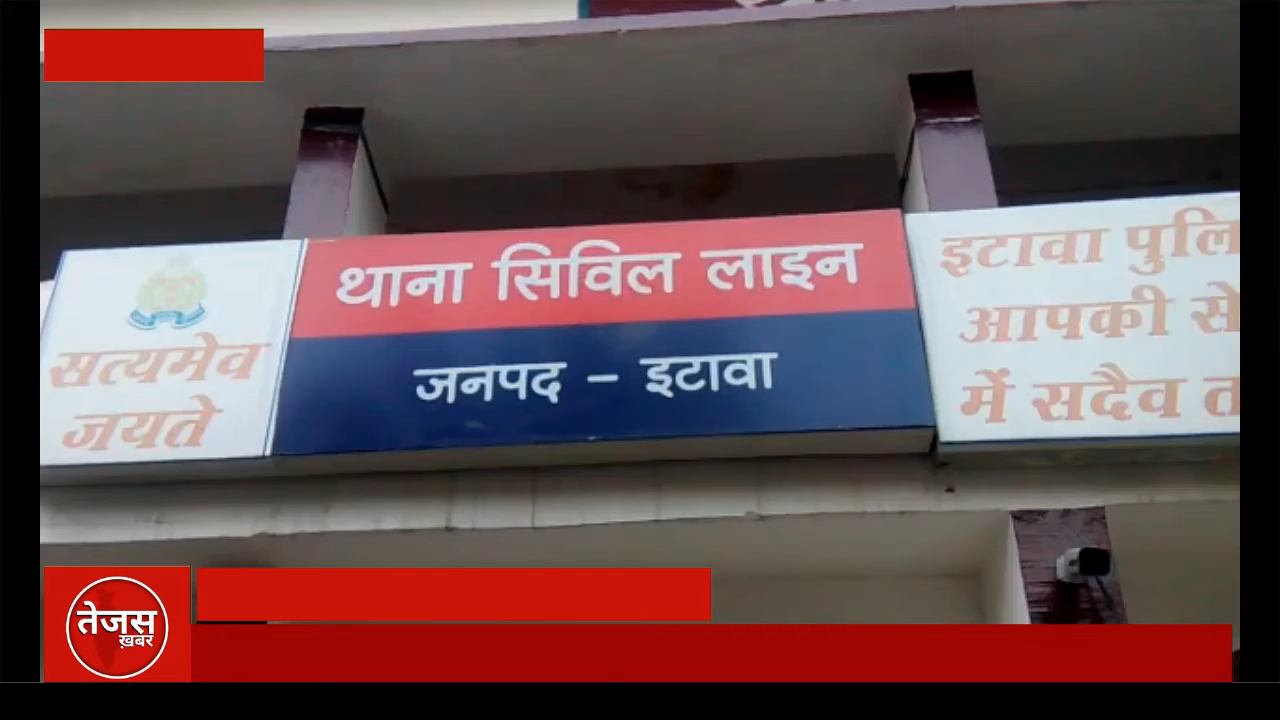 थाना सिविल लाइन
जनपद – इटावा
सत्यमेव
जयते
इटावा
आपकी
में सदैव
तेजस
ख़बर